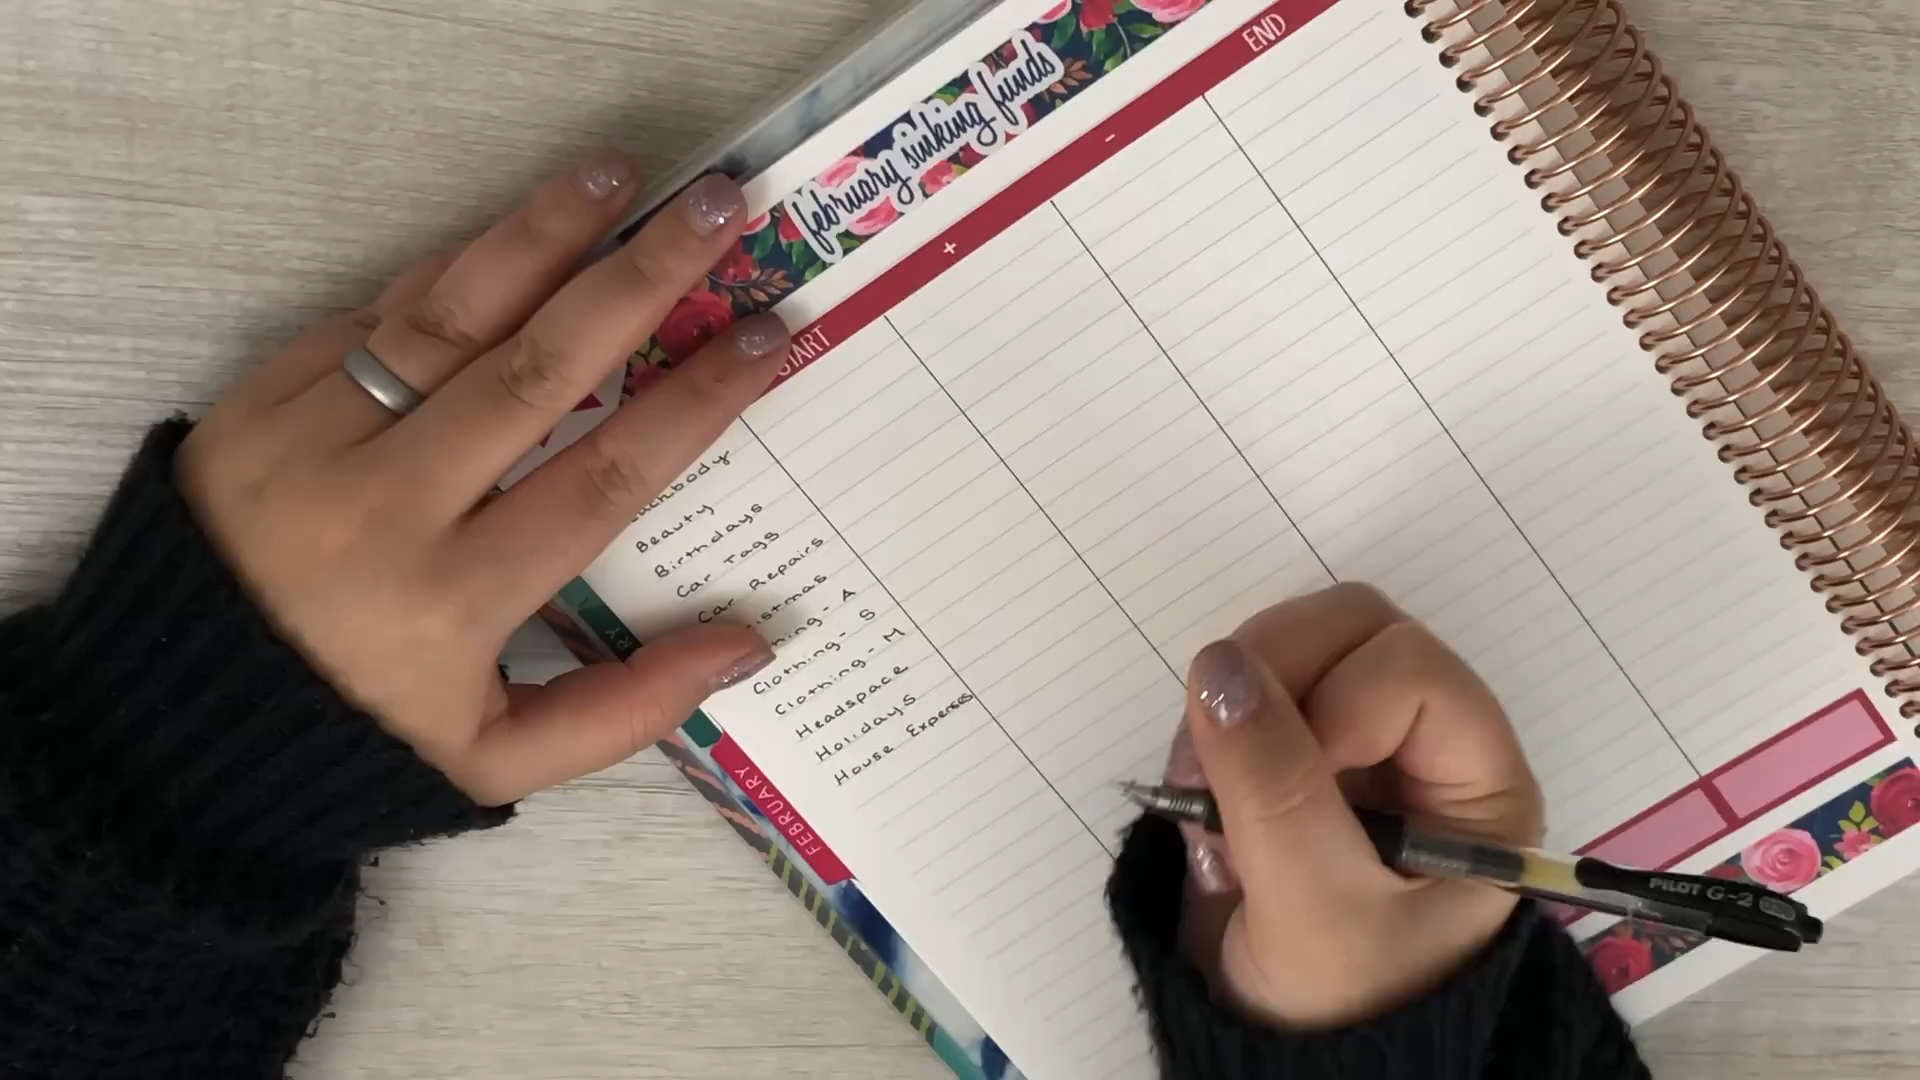 february sinking funds
START + - END
Beauty
Birthdays
Car Tags
Car Repairs
Clothing - S
Clothing - M
Headspace
Holidays
House Expenses
FEBRUARY
PILOT G-2